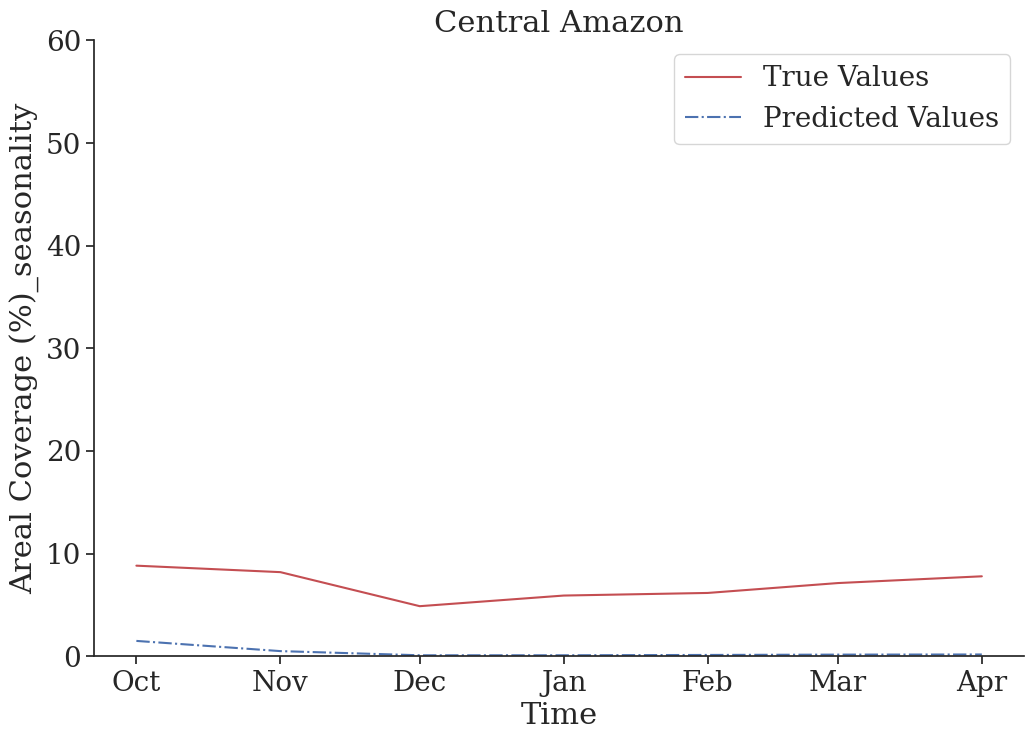 Central Amazon
True Values
Predicted Values
Areal Coverage (%)_seasonality
60
50
40
30
20
10
0
Oct Nov Dec Jan Feb Mar Apr
Time